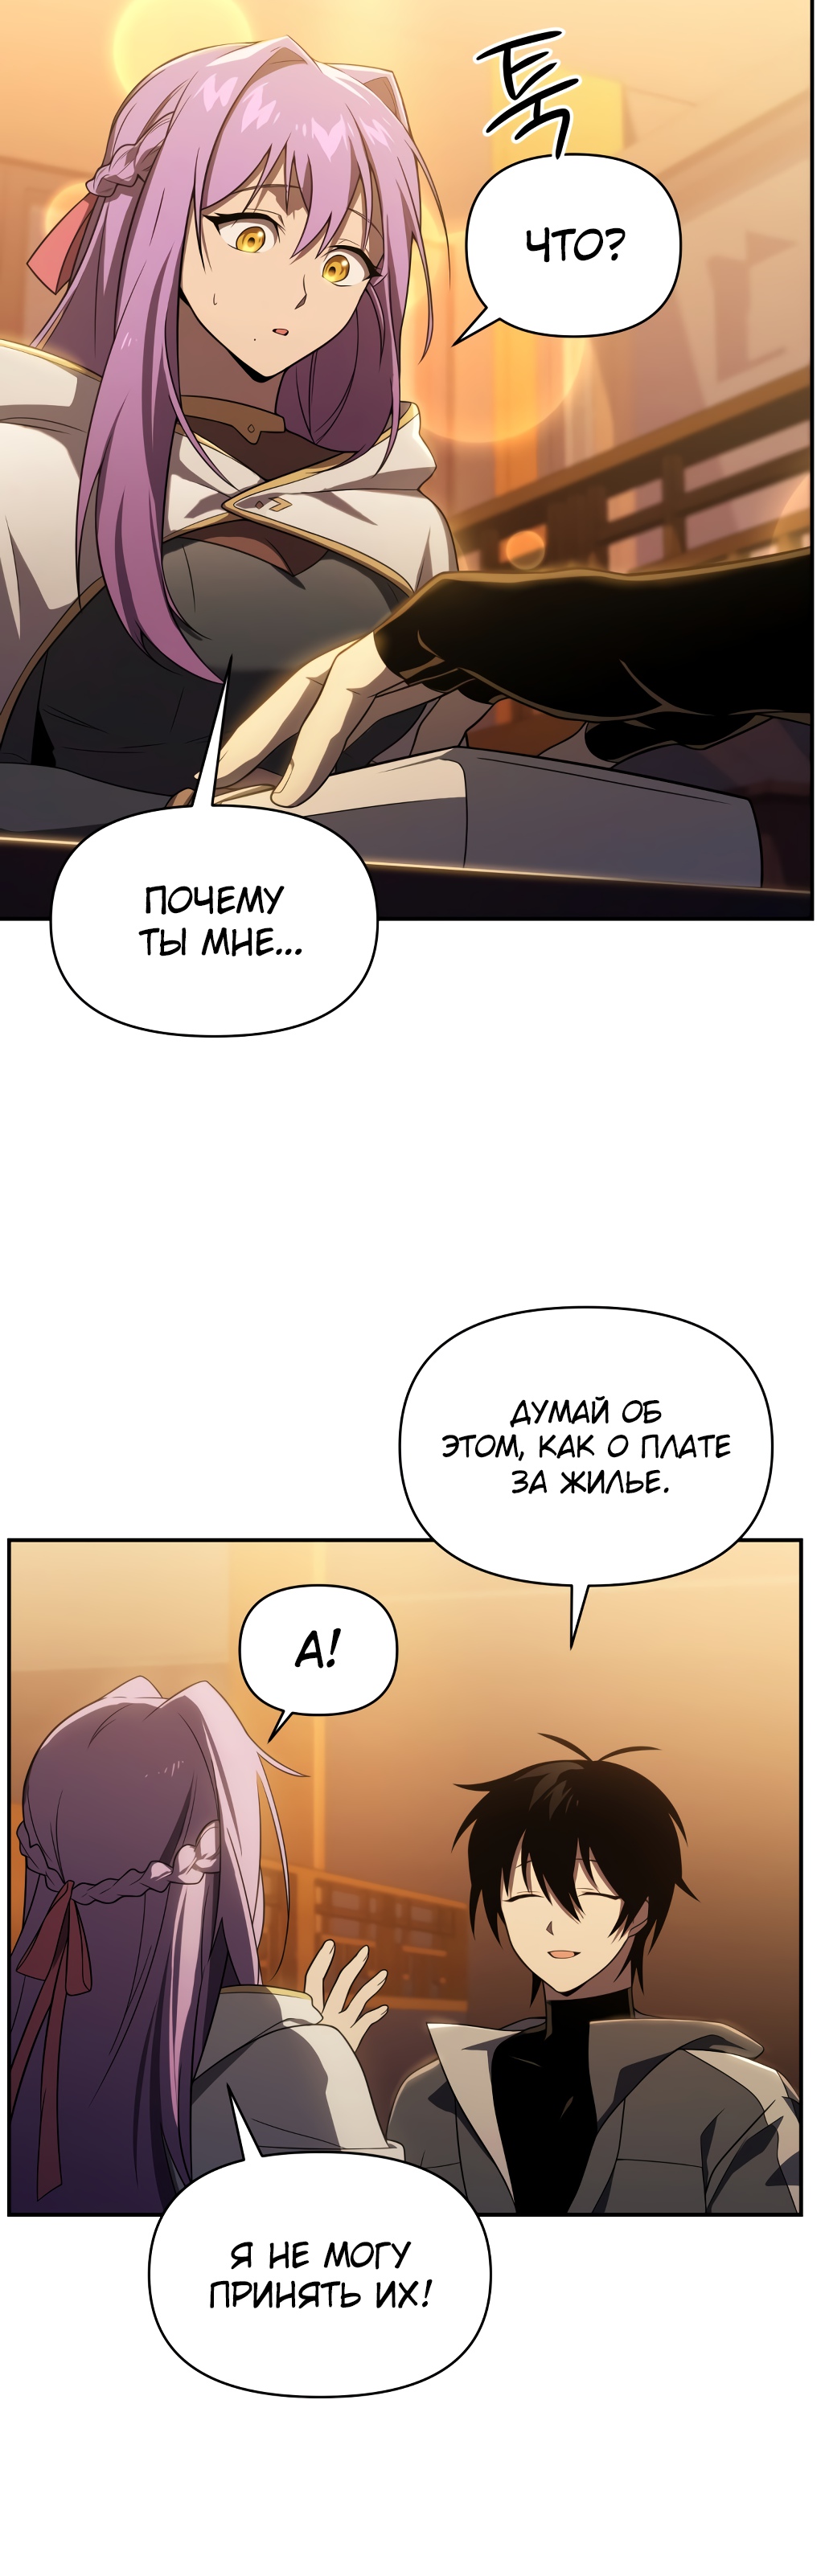 툭
ЧТО?
ПОЧЕМУ
ТЫ МНЕ...
ДУМАЙ ОБ
ЭТОМ, КАК О ПЛАТЕ
ЗА ЖИЛЬЕ.
А!
Я НЕ МОГУ
ПРИНЯТЬ ИХ!